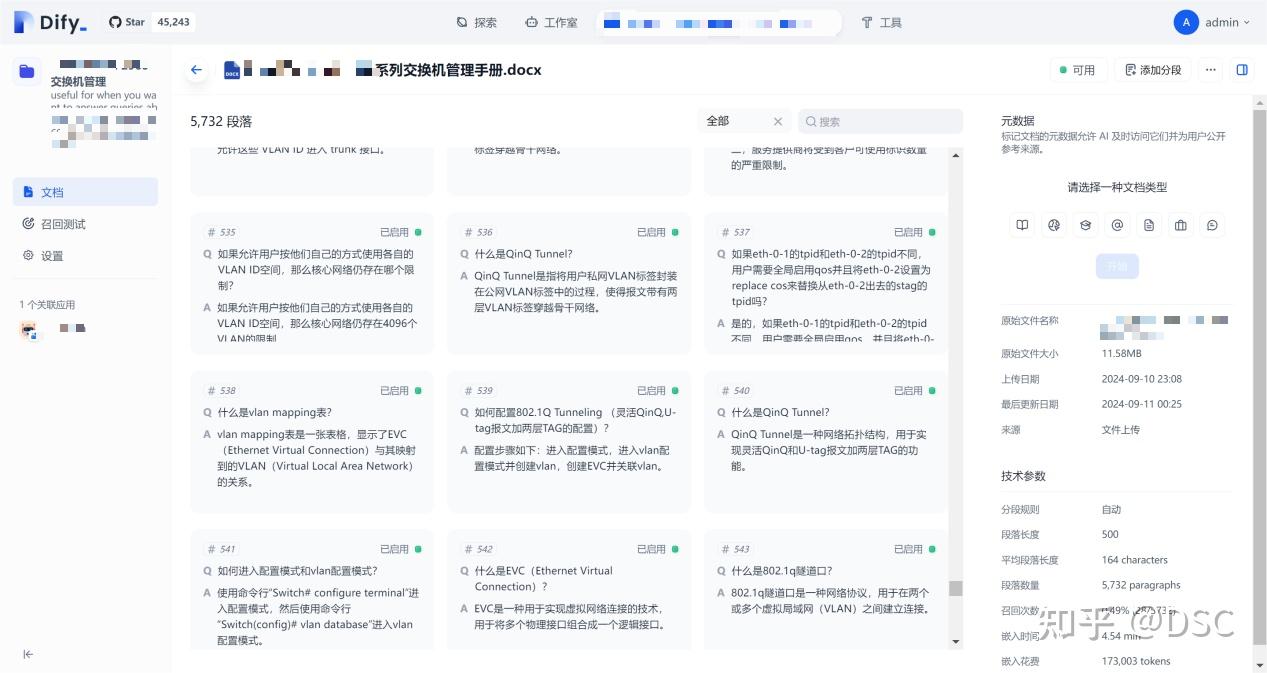 Dify_
Star 45,243
探索
工作室
工具
A admin
交换机管理
useful for when you wa
nt to answer queries ab
文档
召回测试
设置
1 个关联应用
系列交换机管理手册.docx
可用
添加分段
5,732 段落
全部
搜索
允许这些 VLAN ID 进入 trunk 接口。
标签穿越骨干网络。
二，服务提供商将受到客户可使用标识数量
的严重限制。
# 535
已启用
Q 如果允许用户按他们自己的方式使用各自的
VLAN ID空间，那么核心网络仍存在哪个限
制？
A 如果允许用户按他们自己的方式使用各自的
VLAN ID空间，那么核心网络仍存在4096个
VLAN的限制
# 536
已启用
Q 什么是QinQ Tunnel?
A QinQ Tunnel是指将用户私网VLAN标签封装
在公网VLAN标签中的过程，使得报文带有两
层VLAN标签穿越骨干网络。
# 537
已启用
Q 如果eth-0-1的tpid和eth-0-2的tpid不同，
用户需要全局启用qos并且将eth-0-2设置为
replace cos来替换从eth-0-2出去的stag的
tpid吗?
A 是的，如果eth-0-1的tpid和eth-0-2的tpid
不同，用户需要全局启用qos，并且将eth-0-
# 538
已启用
Q 什么是vlan mapping表?
A vlan mapping表是一张表格，显示了EVC
（Ethernet Virtual Connection）与其映射
到的VLAN（Virtual Local Area Network）
的关系。
# 539
已启用
Q 如何配置802.1Q Tunneling （灵活QinQ,U-
tag报文加两层TAG的配置）?
A 配置步骤如下：进入配置模式，进入vlan配
置模式并创建vlan，创建EVC并关联vlan。
# 540
已启用
Q 什么是QinQ Tunnel?
A QinQ Tunnel是一种网络拓扑结构，用于实
现灵活QinQ和U-tag报文加两层TAG的功
能。
# 541
已启用
Q 如何进入配置模式和vlan配置模式?
A 使用命令行“Switch# configure terminal”进
入配置模式，然后使用命令行
“Switch(config)# vlan database”进入vlan
配置模式。
# 542
已启用
Q 什么是EVC（Ethernet Virtual
Connection）?
A EVC是一种用于实现虚拟网络连接的技术，
用于将多个物理接口组合成一个逻辑接口。
# 543
已启用
Q 什么是802.1q隧道口?
A 802.1q隧道口是一种网络协议，用于在两个
或多个虚拟局域网（VLAN）之间建立连接。
元数据
标记文档的元数据允许 AI 及时访问它们并为用户公开
参考来源。
请选择一种文档类型
开始
原始文件名称
原始文件大小 11.58MB
上传日期 2024-09-10 23:08
最后更新日期 2024-09-11 00:25
来源 文件上传
技术参数
分段规则 自动
段落长度 500
平均段落长度 164 characters
段落数量 5,732 paragraphs
召回次数 0.49%
嵌入时间 4.54 min
嵌入花费 173,003 tokens
知乎 @DSC